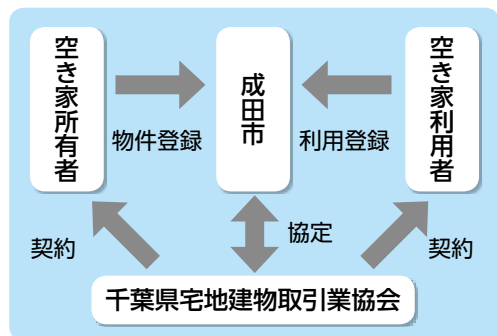 空き家所有者
成田市
空き家利用者
物件登録
利用登録
契約
協定
契約
千葉県宅地建物取引業協会